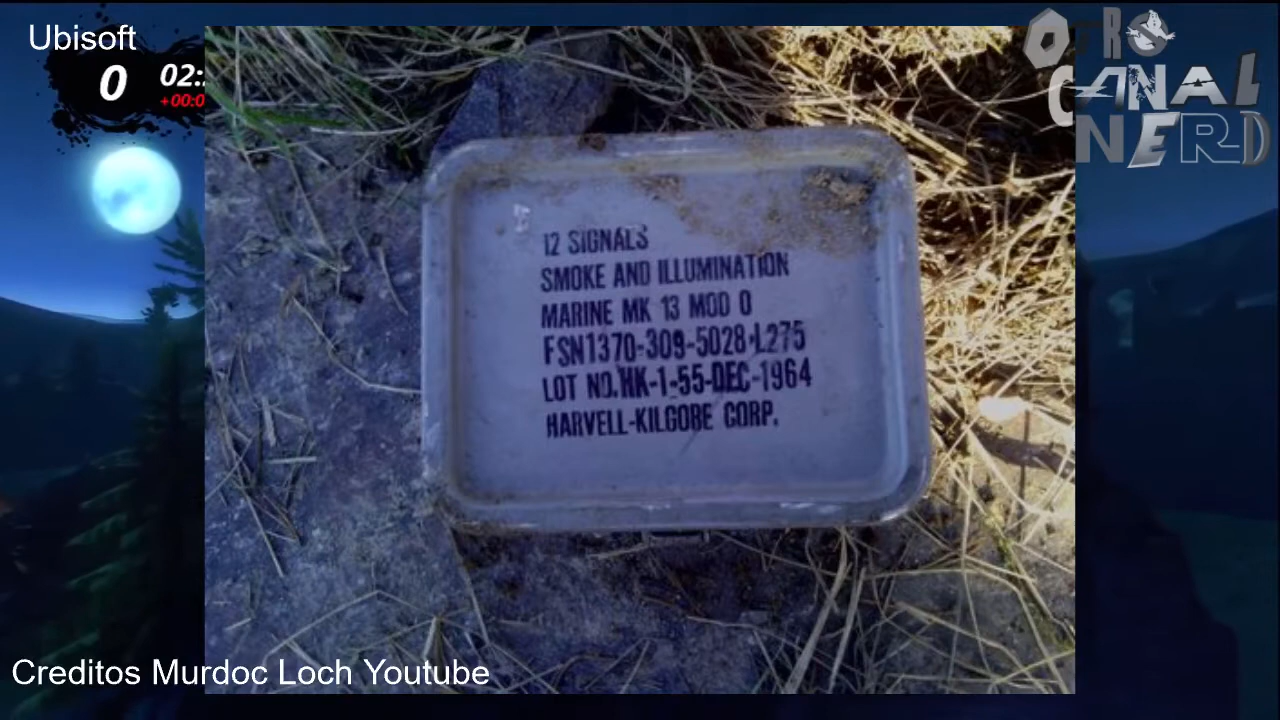 Ubisoft
0 02:
+00:0
OTRO
CANAL
NERD
12 SIGNALS
SMOKE AND ILLUMINATION
MARINE MK 13 MOD 0
FSN1370-309-5028-L275
LOT NO.HK-1-55-DEC-1964
HARVELL-KILGORE CORP.
Creditos Murdoc Loch Youtube